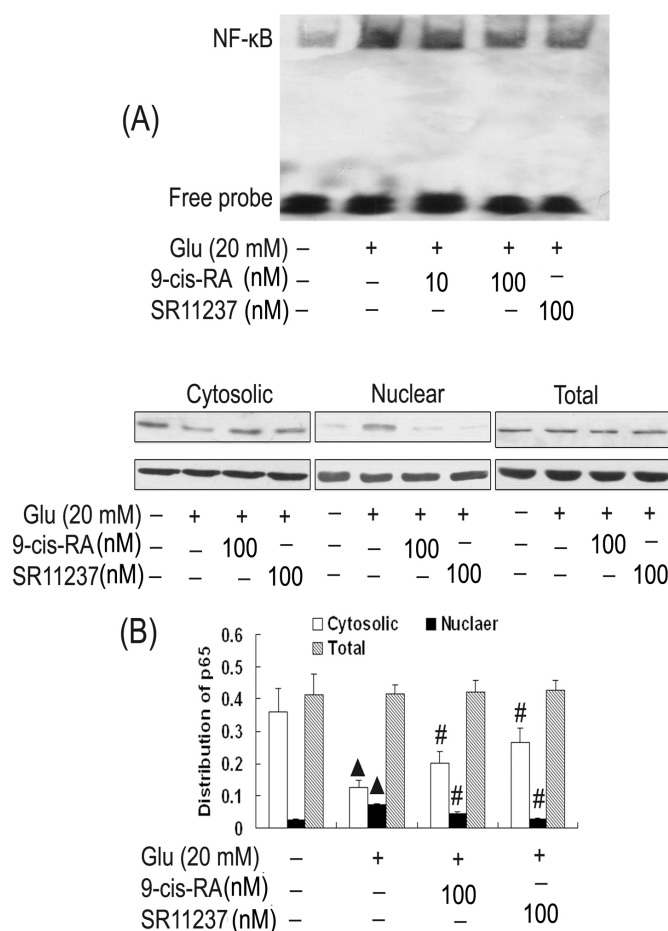 NF-κB
(A)
Free probe
Glu (20 mM) – + + + +
9-cis-RA (nM) – – 10 100 –
SR11237 (nM) – – – – 100
Cytosolic Nuclear Total
Glu (20 mM) – + + + – + + + – + + +
9-cis-RA (nM) – – 100 – – – 100 – – – 100 –
SR11237 (nM) – – – 100 – – – 100 – – – 100
(B)
Cytosolic Nuclaer
Total
Distribution of p65
0.6
0.5
0.4
0.3
0.2
0.1
0
▲ ▲ # # # #
Glu (20 mM) – + + +
9-cis-RA (nM) – – 100 –
SR11237 (nM) – – – 100